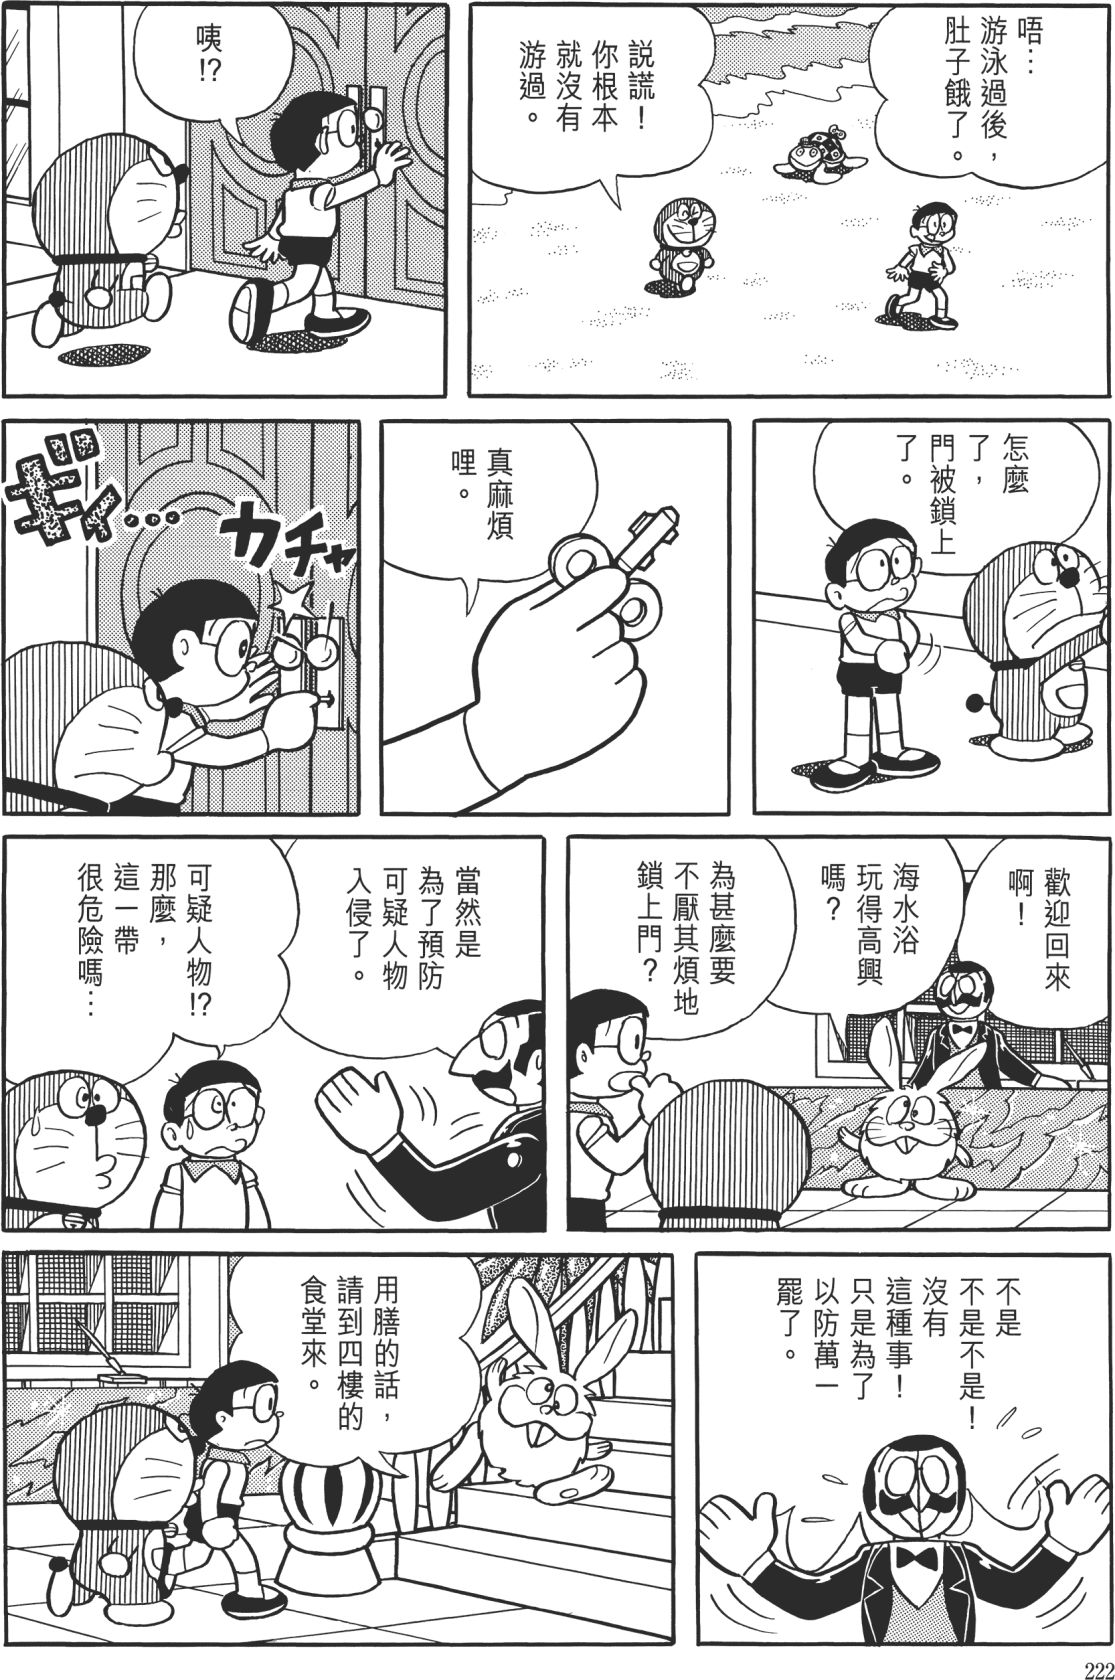 唔…
游泳過後，
肚子餓了。
說謊！
你根本
就沒有
游過。
咦!?
怎麼
了，
門被鎖上
了。
真麻煩
哩。
カチャ
ギィ…
歡迎回來
啊！
海水浴
玩得高興
嗎？
為甚麼要
不厭其煩地
鎖上門？
當然是
為了預防
可疑人物
入侵了。
可疑人物!?
那麼，
這一帶
很危險嗎…
不是
不是不是！
沒有
這種事！
只是為了
以防萬一
罷了。
用膳的話，
請到四樓的
食堂來。
222